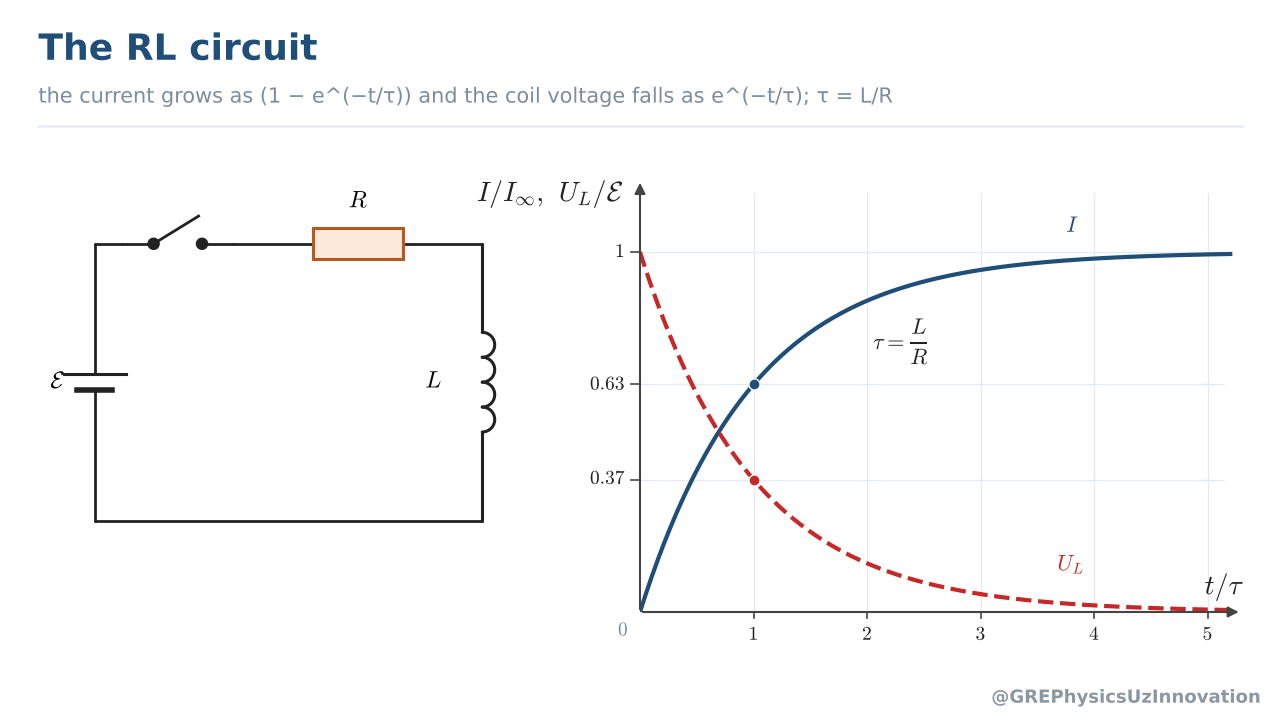 The RL circuit
the current grows as (1 − e^(−t/τ)) and the coil voltage falls as e^(−t/τ); τ = L/R
R
ℰ
L
I/I∞, U_L/ℰ
I
1
τ = L/R
0.63
0.37
U_L
t/τ
0
1 2 3 4 5
@GREPhysicsUzInnovation